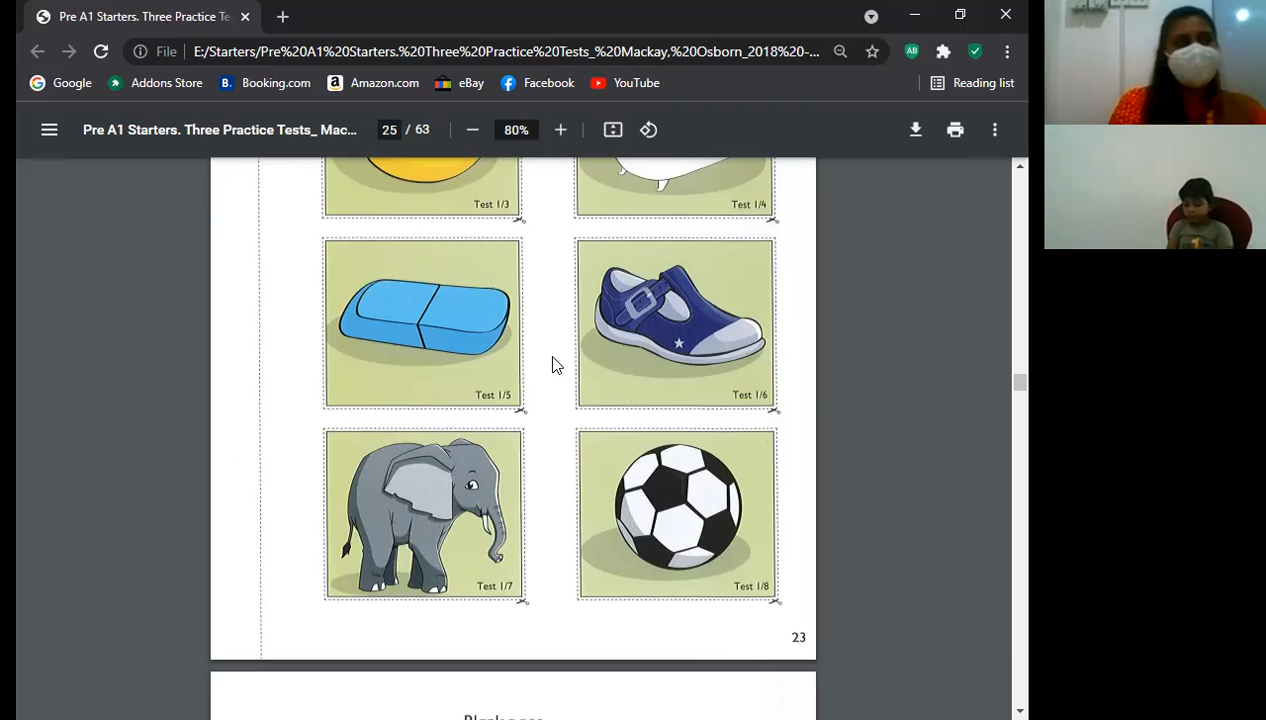 Pre A1 Starters. Three Practice Te
File E:/Starters/Pre%20A1%20Starters.%20Three%20Practice%20Tests_%20Mackay,%20Osborn_2018%20-...
AB
Google Addons Store B. Booking.com a Amazon.com eBay Facebook YouTube Reading list
Pre A1 Starters. Three Practice Tests_ Mac... 25 / 63 80%
Test 1/3 Test 1/4
Test 1/5 Test 1/6
Test 1/7 Test 1/8
23